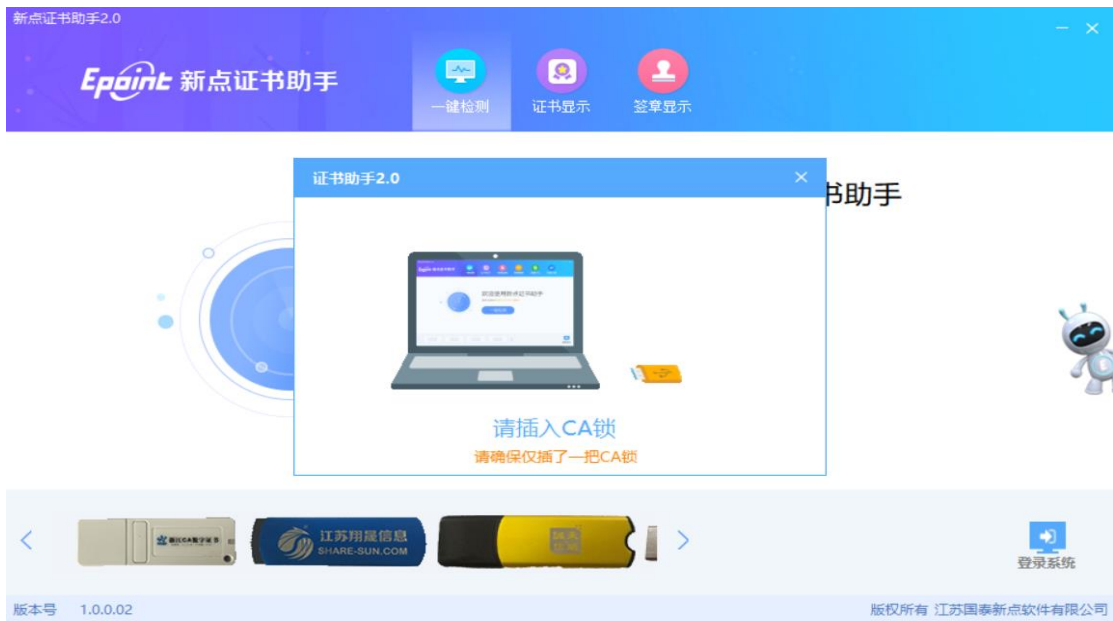 新点证书助手2.0
Epoint 新点证书助手
一键检测
证书显示
签章显示
证书助手2.0
书助手
请插入CA锁
请确保仅插了一把CA锁
江苏翔晟信息
SHARE-SUN.COM
登录系统
版本号 1.0.0.02
版权所有 江苏国泰新点软件有限公司